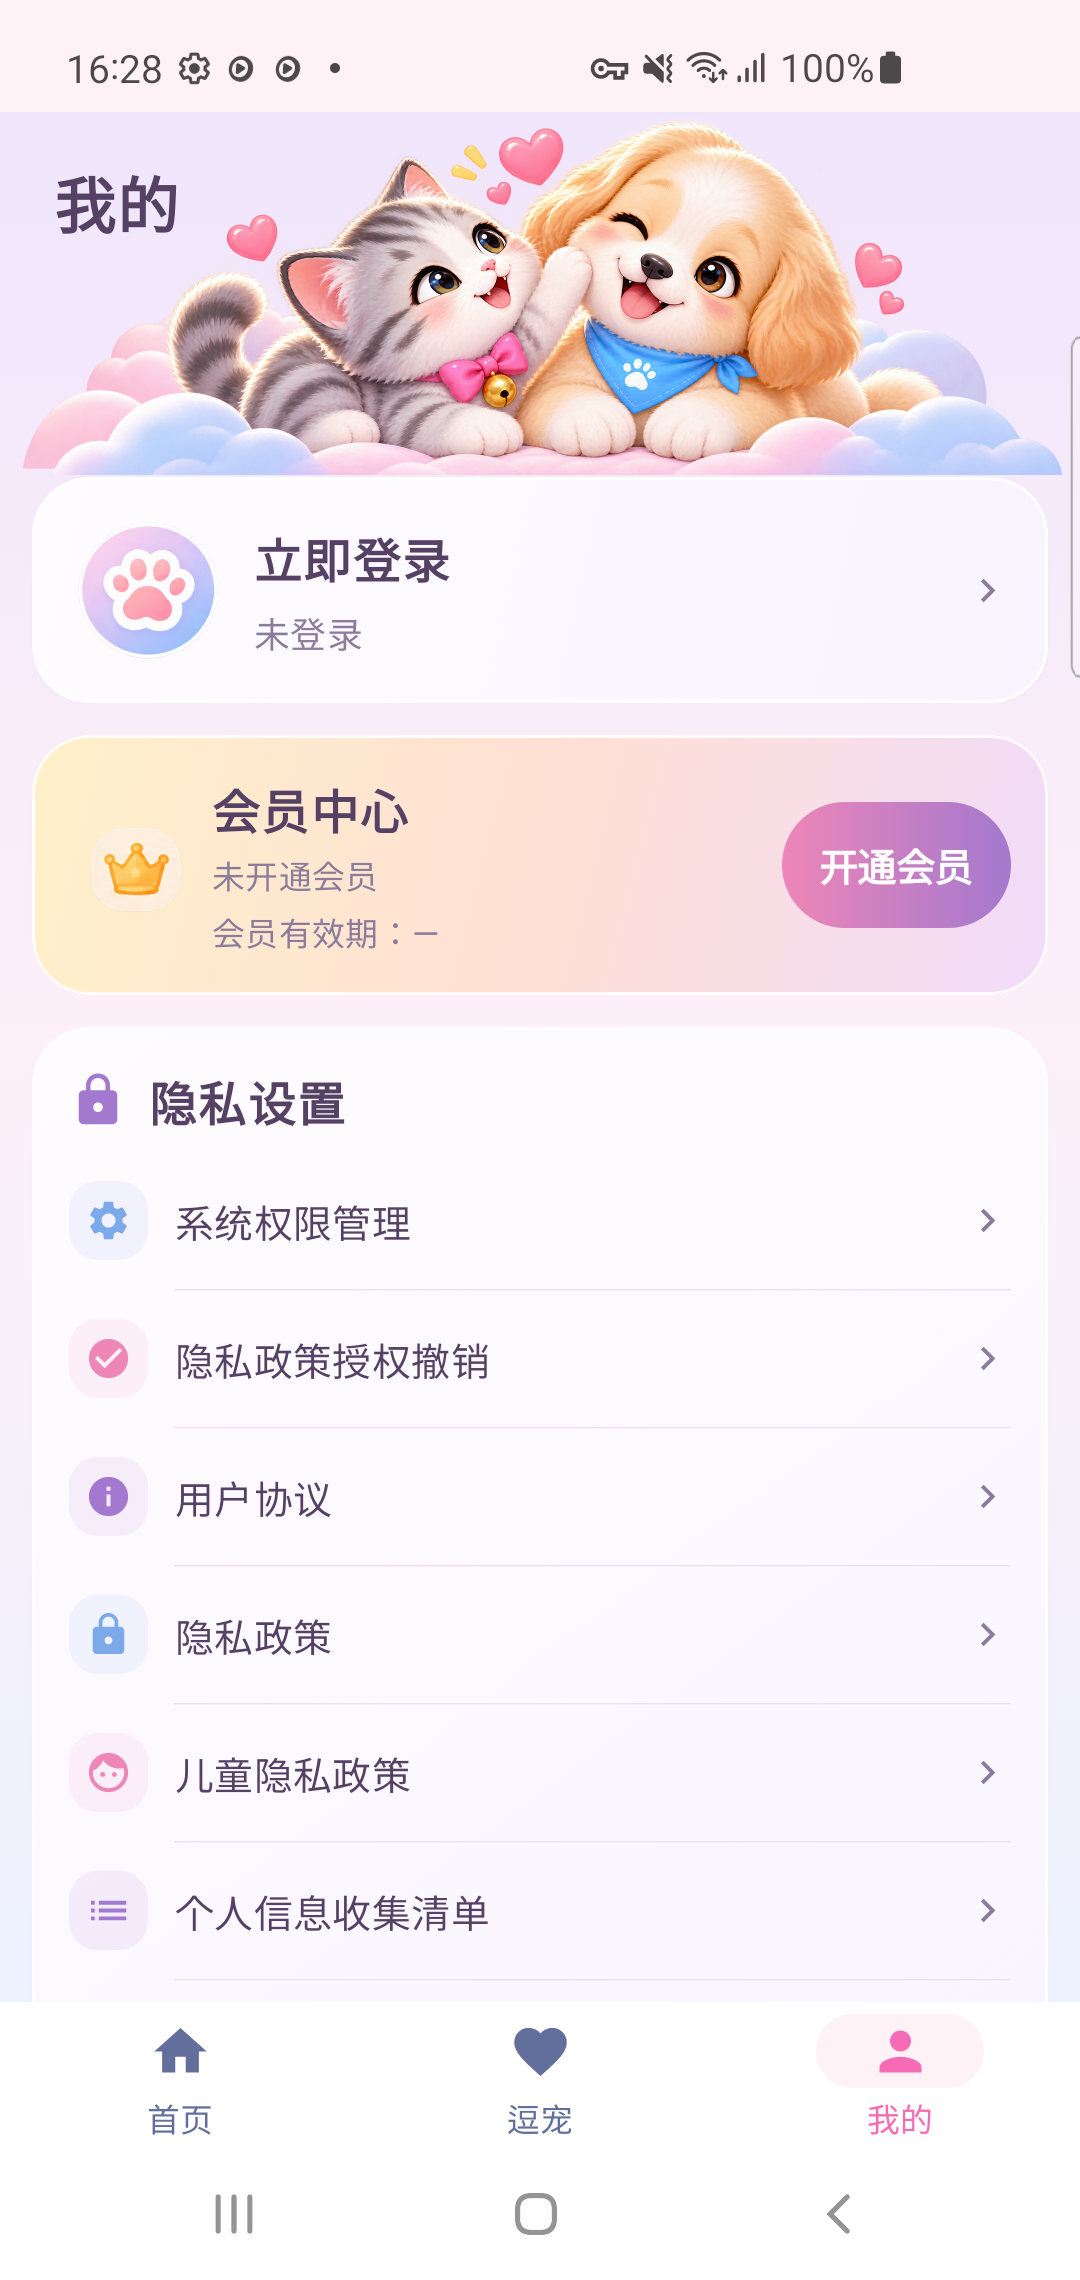 16:28
100%
我的
立即登录
未登录
会员中心
未开通会员
会员有效期：—
开通会员
隐私设置
系统权限管理
隐私政策授权撤销
用户协议
隐私政策
儿童隐私政策
个人信息收集清单
首页
逗宠
我的